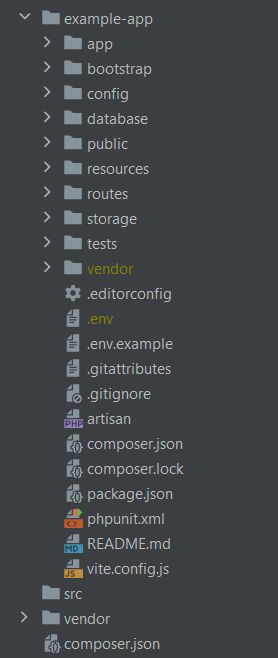 example-app
app
bootstrap
config
database
public
resources
routes
storage
tests
vendor
.editorconfig
.env
.env.example
.gitattributes
.gitignore
artisan
composer.json
composer.lock
package.json
phpunit.xml
README.md
vite.config.js
src
vendor
composer.json